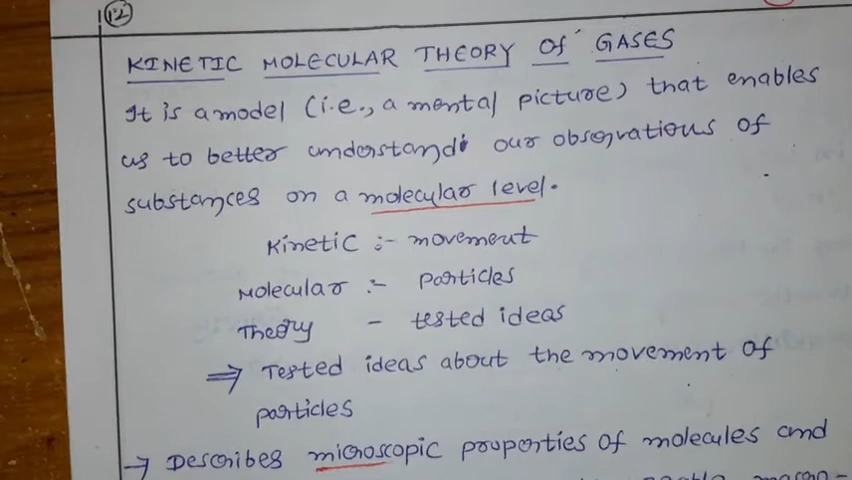 12
KINETIC MOLECULAR THEORY Of GASES
It is a model (i.e., a mental picture) that enables
us to better understand our observations of
substances on a molecular level.
Kinetic :- movement
Molecular :- Particles
Theory - tested ideas
⇒ Tested ideas about the movement of
particles
→ Describes microscopic properties of molecules and